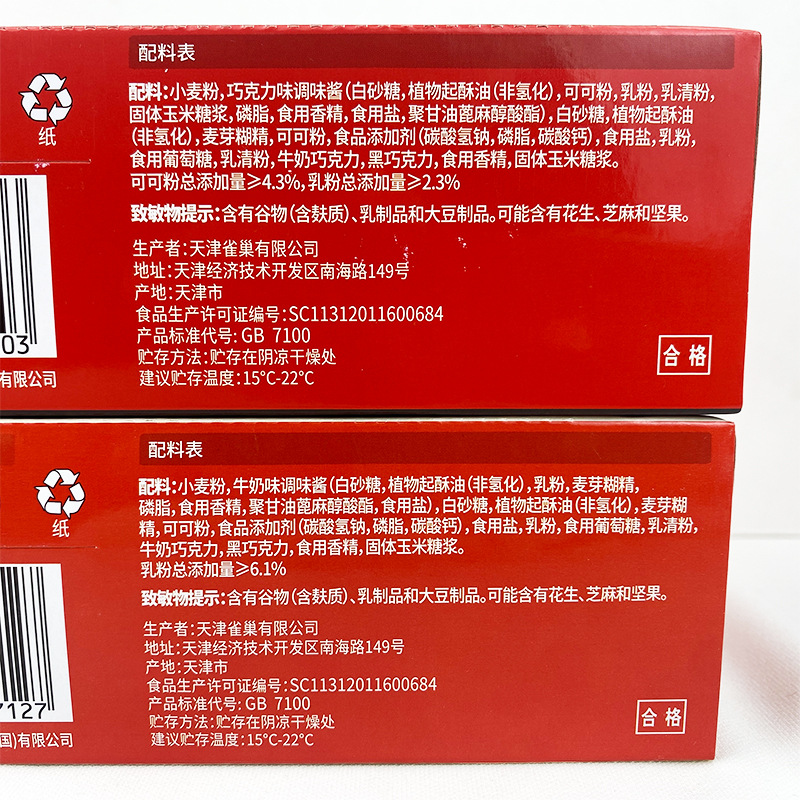 配料表
配料:小麦粉,巧克力味调味酱(白砂糖,植物起酥油(非氢化),可可粉,乳粉,乳清粉,
固体玉米糖浆,磷脂,食用香精,食用盐,聚甘油蓖麻醇酸酯),白砂糖,植物起酥油
(非氢化),麦芽糊精,可可粉,食品添加剂(碳酸氢钠,磷脂,碳酸钙),食用盐,乳粉,
食用葡萄糖,乳清粉,牛奶巧克力,黑巧克力,食用香精,固体玉米糖浆。
可可粉总添加量≥4.3%,乳粉总添加量≥2.3%
致敏物提示:含有谷物(含麸质)、乳制品和大豆制品。可能含有花生、芝麻和坚果。
生产者:天津雀巢有限公司
地址:天津经济技术开发区南海路149号
产地:天津市
食品生产许可证编号:SC11312011600684
产品标准代号: GB 7100
贮存方法:贮存在阴凉干燥处
建议贮存温度:15°C-22°C
合格
纸
03
有限公司
配料表
配料:小麦粉,牛奶味调味酱(白砂糖,植物起酥油(非氢化),乳粉,麦芽糊精,
磷脂,食用香精,聚甘油蓖麻醇酸酯,食用盐),白砂糖,植物起酥油(非氢化),麦芽糊
精,可可粉,食品添加剂(碳酸氢钠,磷脂,碳酸钙),食用盐,乳粉,食用葡萄糖,乳清粉,
牛奶巧克力,黑巧克力,食用香精,固体玉米糖浆。
乳粉总添加量≥6.1%
致敏物提示:含有谷物(含麸质)、乳制品和大豆制品。可能含有花生、芝麻和坚果。
生产者:天津雀巢有限公司
地址:天津经济技术开发区南海路149号
产地:天津市
食品生产许可证编号:SC11312011600684
产品标准代号: GB 7100
贮存方法:贮存在阴凉干燥处
建议贮存温度:15°C-22°C
合格
纸
7127
国)有限公司